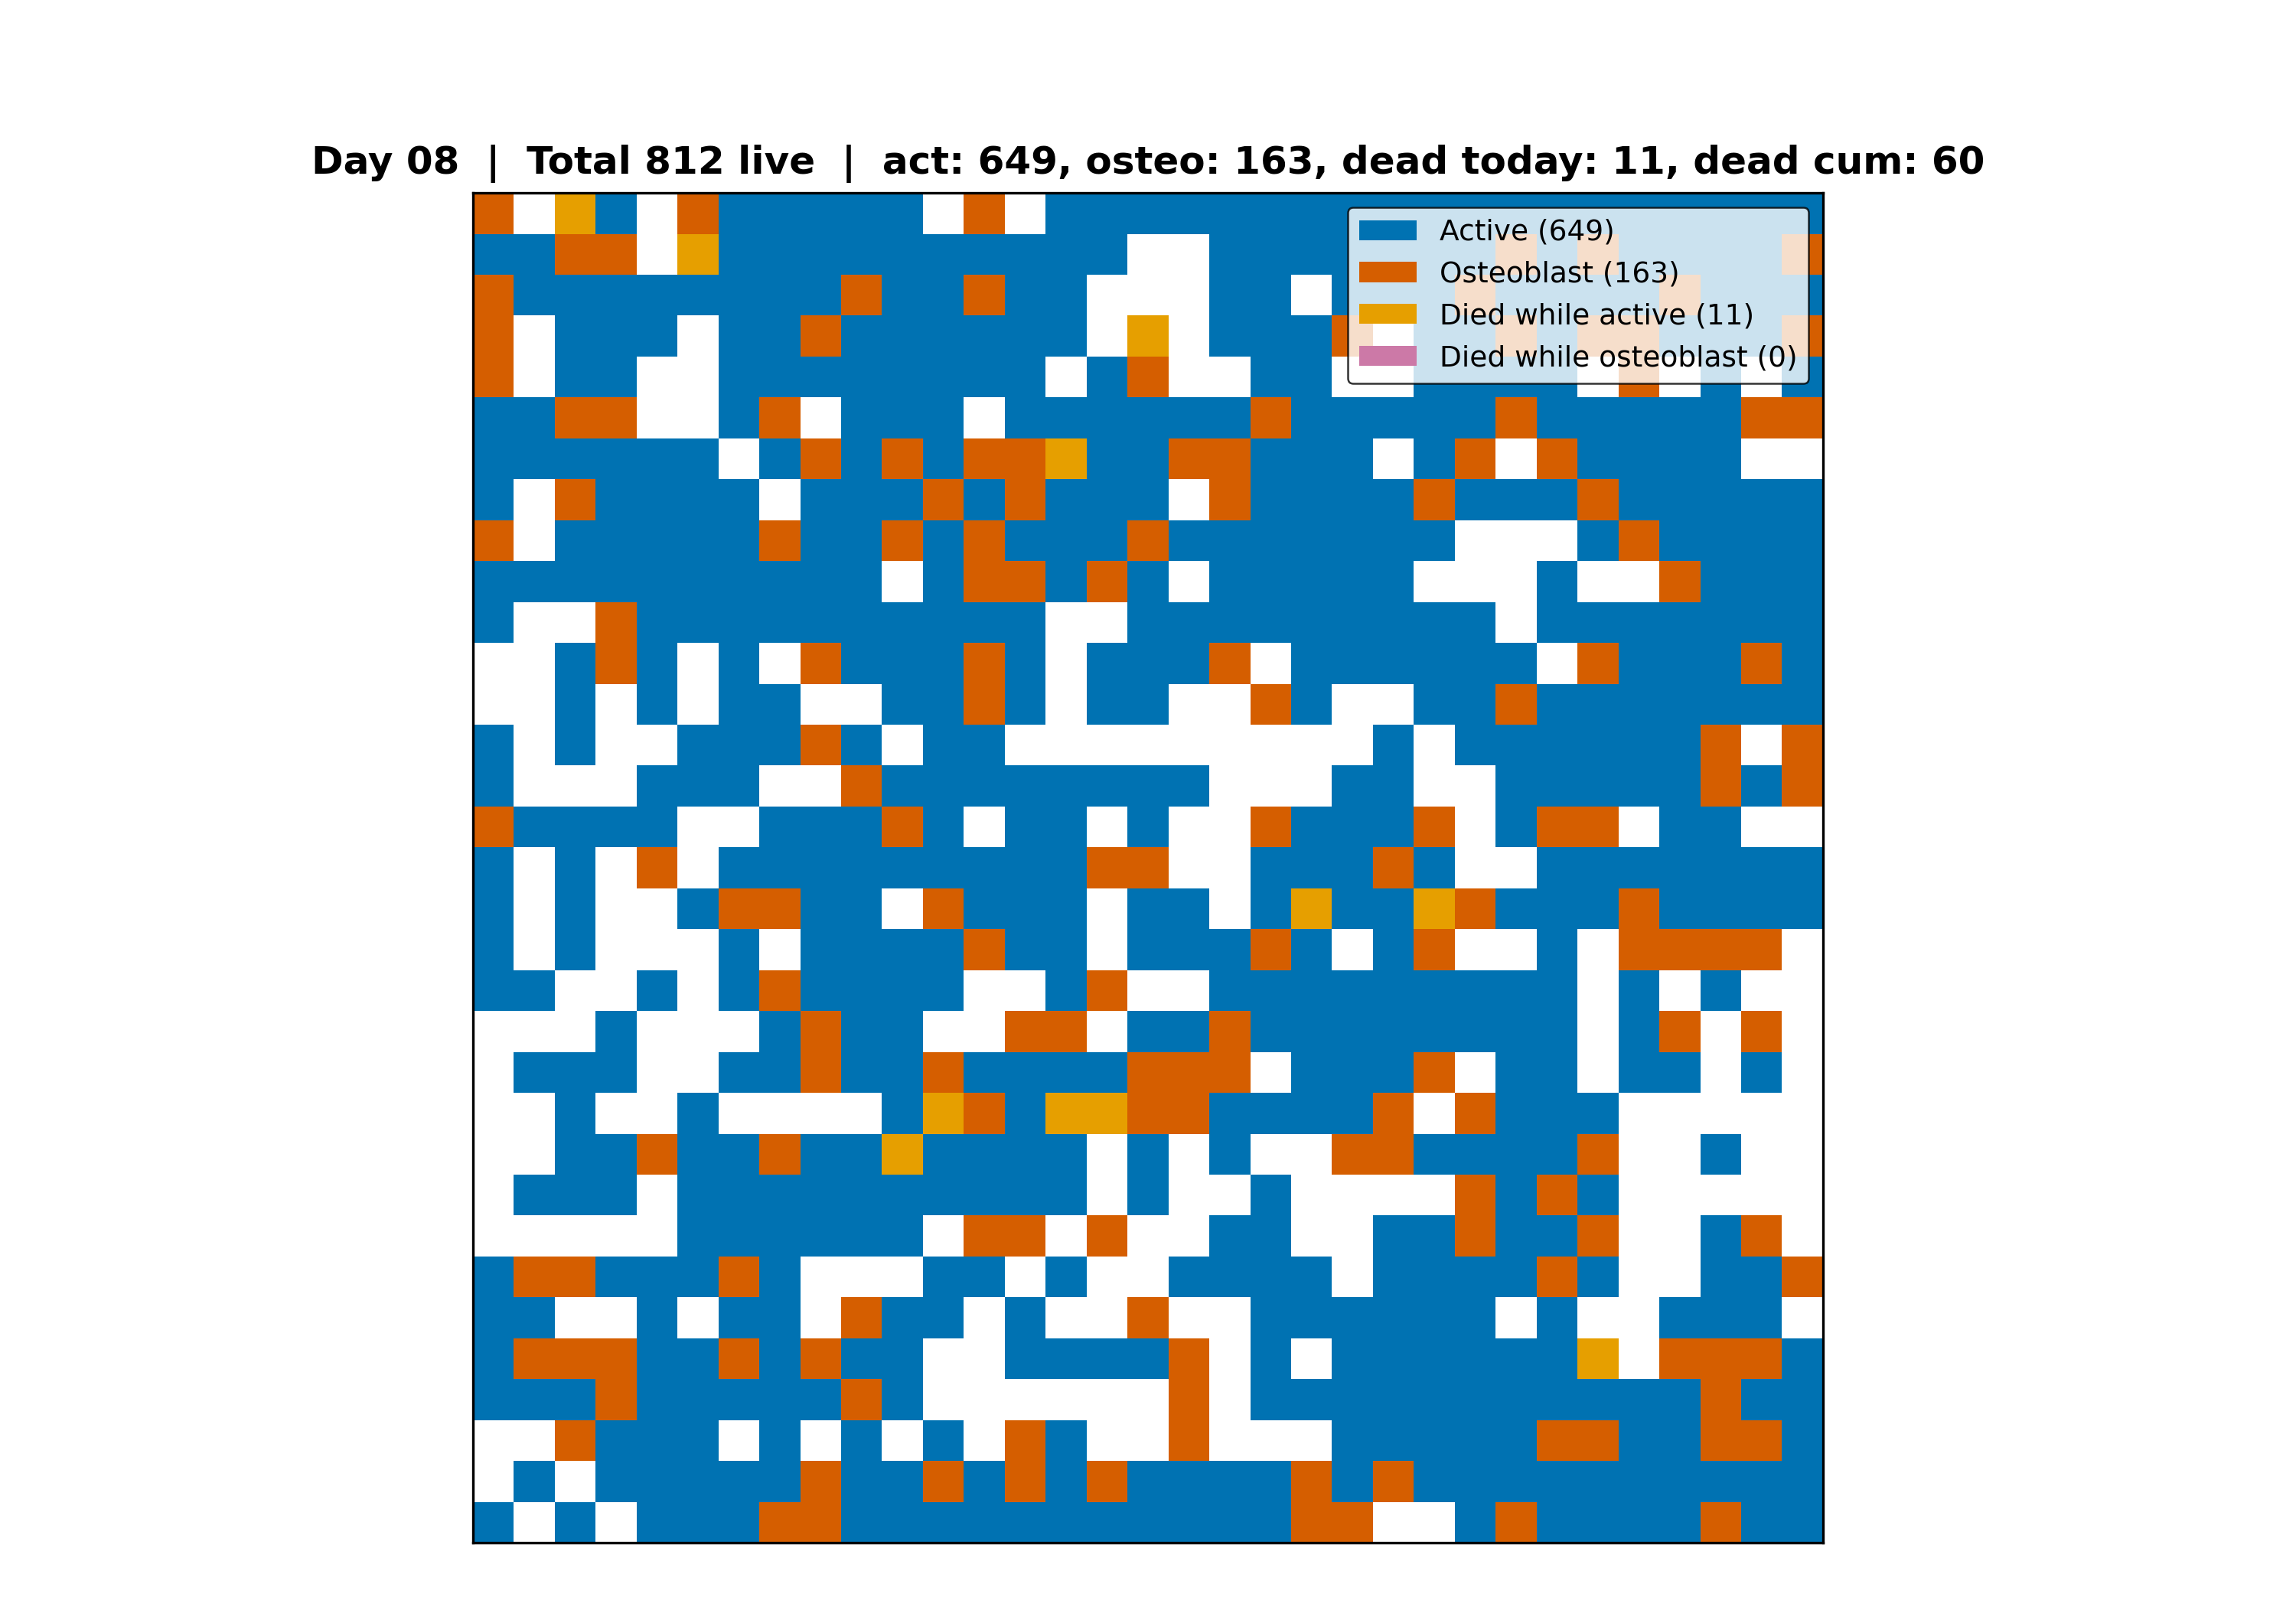 Day 08 | Total 812 live | act: 649, osteo: 163, dead today: 11, dead cum: 60
Active (649)
Osteoblast (163)
Died while active (11)
Died while osteoblast (0)